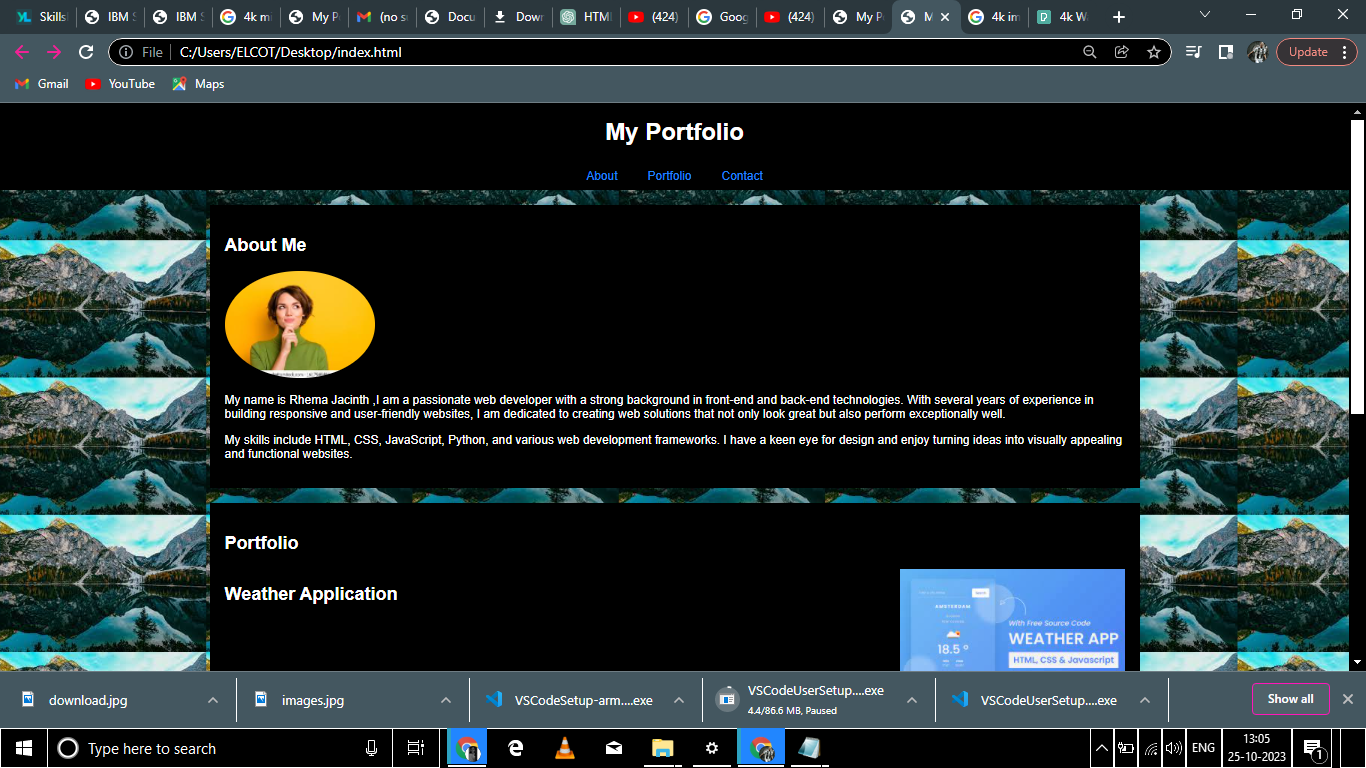 Skills
IBM S
IBM S
4k m
My P
(no s
Docu
Down
HTML
(424)
Goog
(424)
My P
M
4k im
4k W
File
C:/Users/ELCOT/Desktop/index.html
Update
Gmail
YouTube
Maps
My Portfolio
About
Portfolio
Contact
About Me
My name is Rhema Jacinth ,I am a passionate web developer with a strong background in front-end and back-end technologies. With several years of experience in
building responsive and user-friendly websites, I am dedicated to creating web solutions that not only look great but also perform exceptionally well.
My skills include HTML, CSS, JavaScript, Python, and various web development frameworks. I have a keen eye for design and enjoy turning ideas into visually appealing
and functional websites.
Portfolio
Weather Application
AMSTERDAM
18.5 °
With Free Source Code
WEATHER APP
HTML, CSS & Javascript
download.jpg
images.jpg
VSCodeSetup-arm....exe
VSCodeUserSetup....exe
4.4/86.6 MB, Paused
VSCodeUserSetup....exe
Show all
Type here to search
ENG
13:05
25-10-2023
1